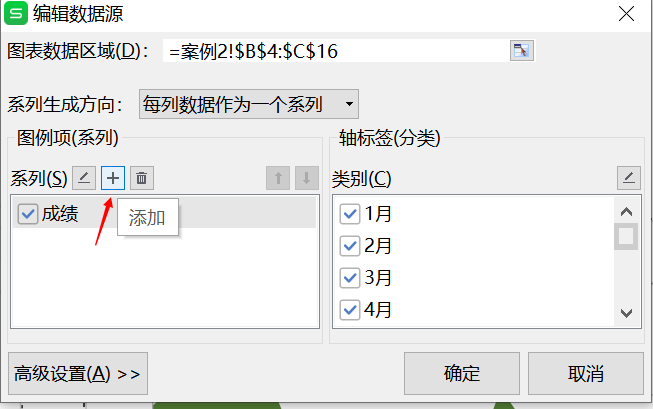 编辑数据源
图表数据区域(D): =案例2!$B$4:$C$16
系列生成方向: 每列数据作为一个系列
图例项(系列)
轴标签(分类)
系列(S)
类别(C)
成绩
添加
1月
2月
3月
4月
高级设置(A) >>
确定
取消